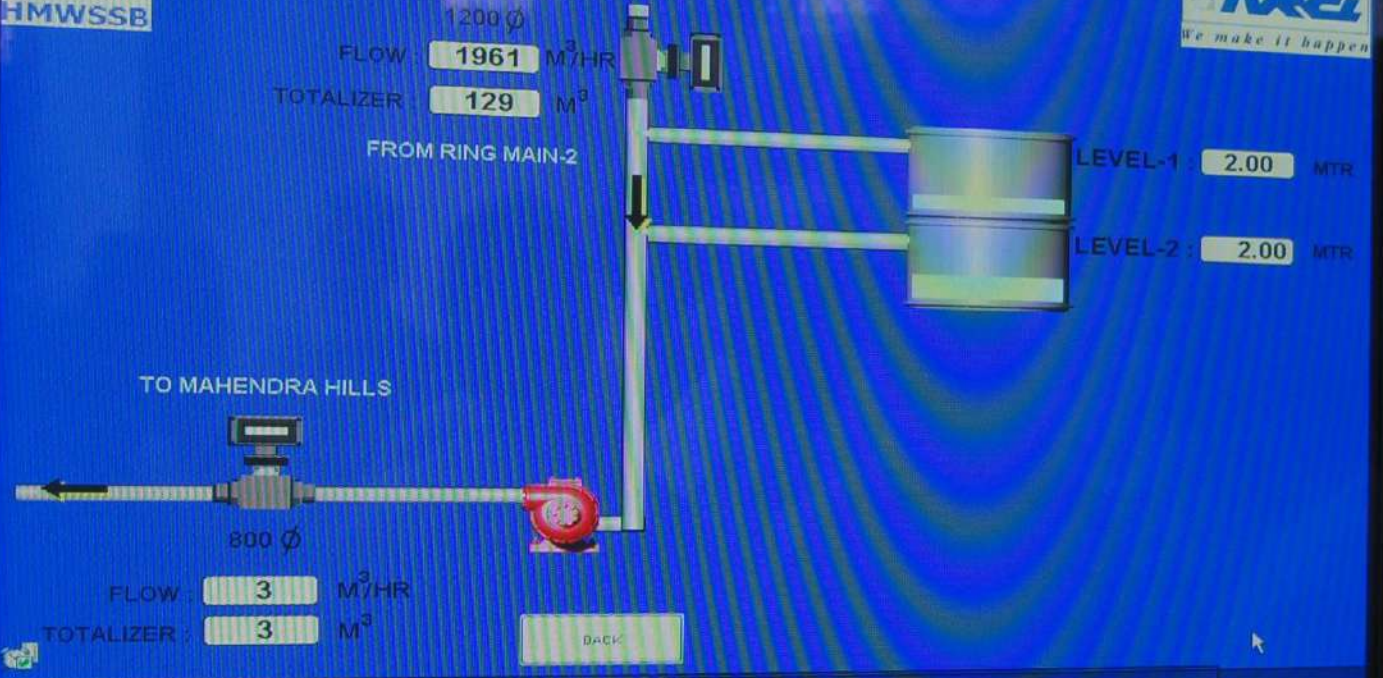 HMWSSB
1200 Ø
FLOW : 1961 M³/HR
TOTALIZER : 129 M³
FROM RING MAIN-2
We make it happen
LEVEL-1 : 2.00 MTR
LEVEL-2 : 2.00 MTR
TO MAHENDRA HILLS
800 Ø
FLOW : 3 M³/HR
TOTALIZER : 3 M³
BACK